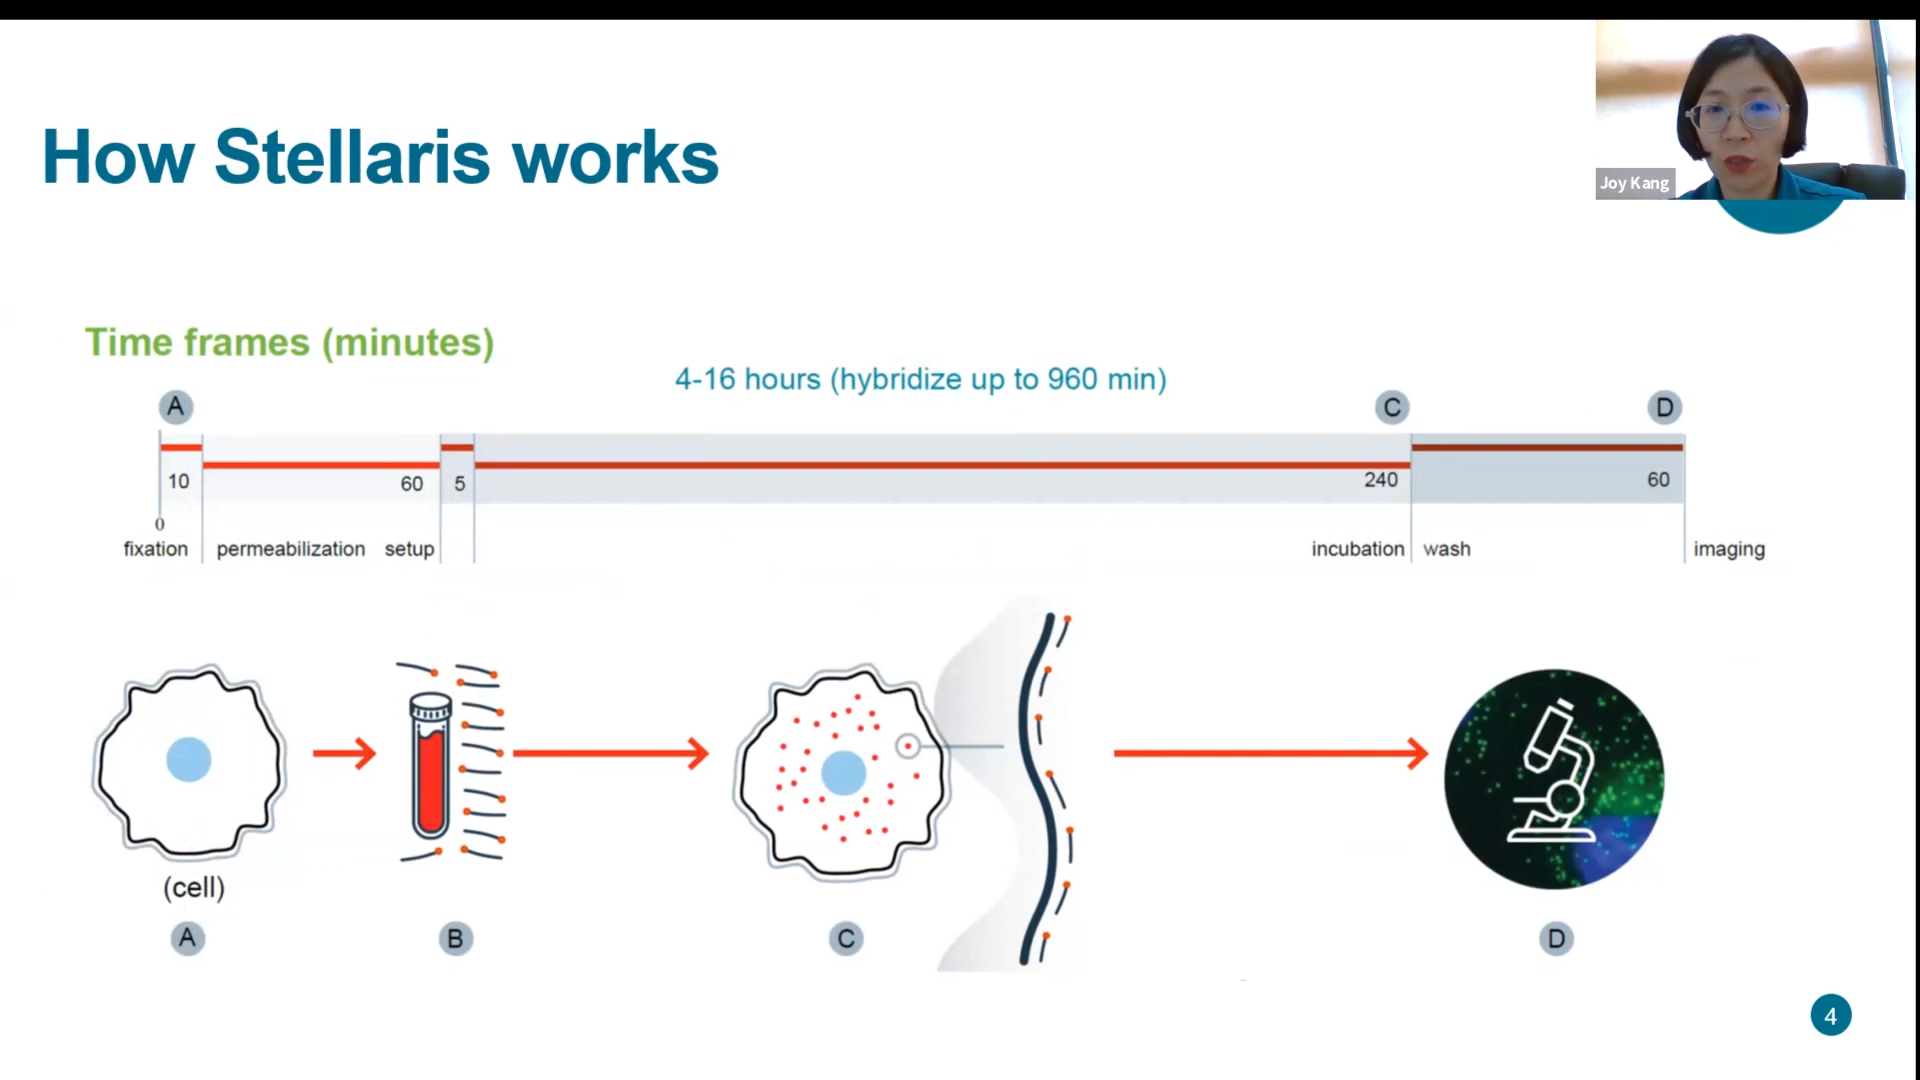 How Stellaris works
Joy Kang
Time frames (minutes)
4-16 hours (hybridize up to 960 min)
A
C
D
10
60
5
240
60
0
fixation
permeabilization
setup
incubation
wash
imaging
(cell)
A
B
C
D
4